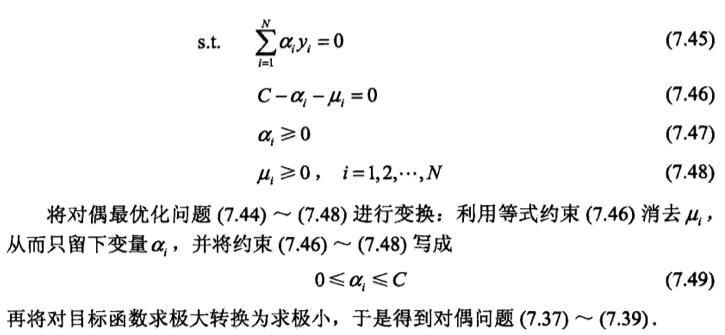 s.t. $\sum_{i=1}^{N} \alpha_i y_i = 0$ (7.45)
$C - \alpha_i - \mu_i = 0$ (7.46)
$\alpha_i \geqslant 0$ (7.47)
$\mu_i \geqslant 0$， $i = 1, 2, \cdots, N$ (7.48)
将对偶最优化问题 (7.44) ～ (7.48) 进行变换：利用等式约束 (7.46) 消去 $\mu_i$，
从而只留下变量 $\alpha_i$，并将约束 (7.46) ～ (7.48) 写成
$0 \leqslant \alpha_i \leqslant C$ (7.49)
再将对目标函数求极大转换为求极小，于是得到对偶问题 (7.37) ～ (7.39)．